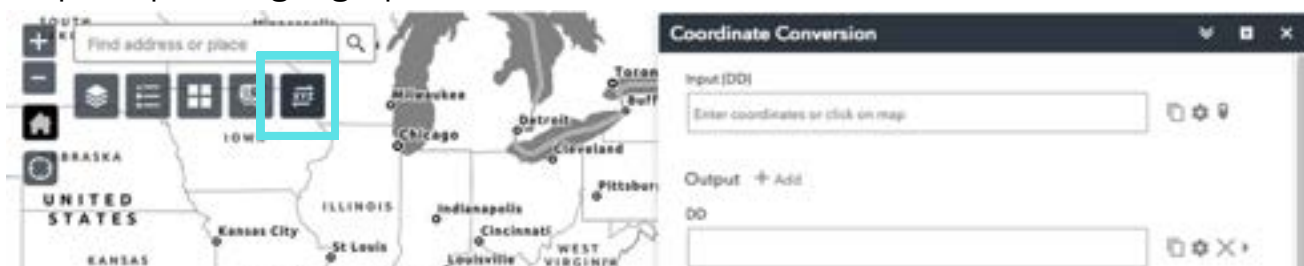 Find address or place
Minneapolis
SOUTH
Toron
Buff
Milwaukee
Detroit
Chicago
Cleveland
IOWA
BRASKA
UNITED
STATES
ILLINOIS
Indianapolis
Pittsbur
Kansas City
Cincinnati
St Louis
WEST
VIRGINIA
Louisville
KANSAS
Coordinate Conversion
Input (DD)
Enter coordinates or click on map
Output + Add
DD